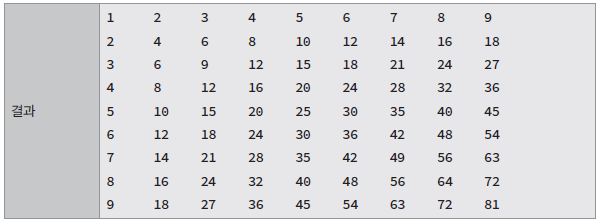 1 2 3 4 5 6 7 8 9
2 4 6 8 10 12 14 16 18
3 6 9 12 15 18 21 24 27
4 8 12 16 20 24 28 32 36
결과 5 10 15 20 25 30 35 40 45
6 12 18 24 30 36 42 48 54
7 14 21 28 35 42 49 56 63
8 16 24 32 40 48 56 64 72
9 18 27 36 45 54 63 72 81